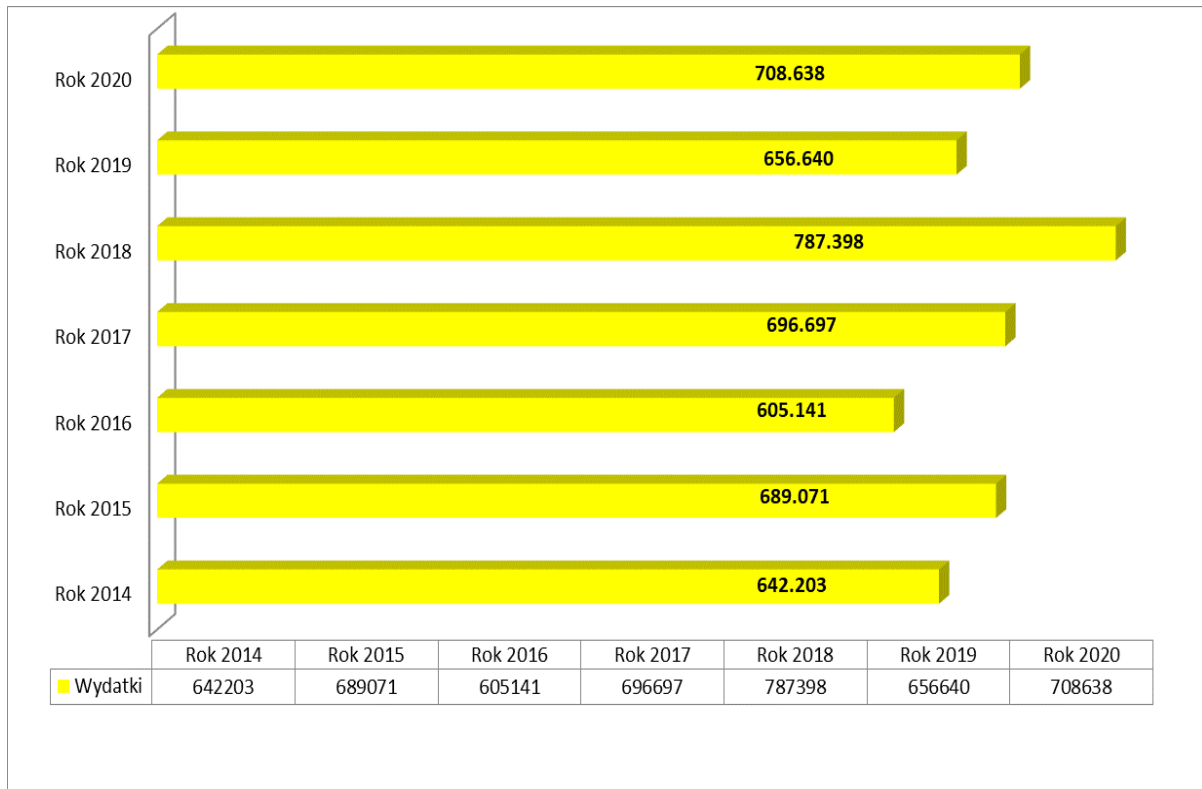 Rok 2020 708.638
Rok 2019 656.640
Rok 2018 787.398
Rok 2017 696.697
Rok 2016 605.141
Rok 2015 689.071
Rok 2014 642.203
Rok 2014 Rok 2015 Rok 2016 Rok 2017 Rok 2018 Rok 2019 Rok 2020
Wydatki 642203 689071 605141 696697 787398 656640 708638